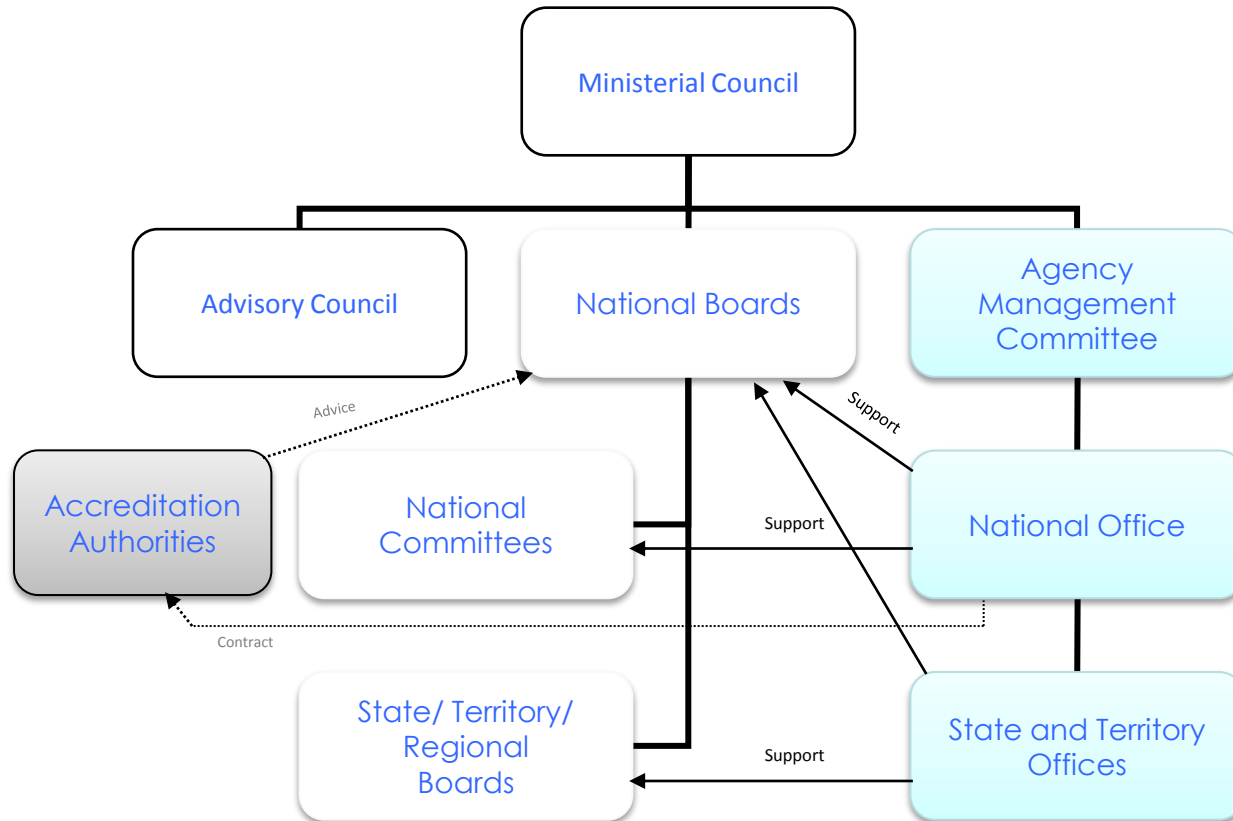 Ministerial Council
Advisory Council
National Boards
Agency
Management
Committee
Advice
Support
Accreditation
Authorities
National
Committees
Support
National Office
Contract
State/ Territory/
Regional
Boards
Support
State and Territory
Offices